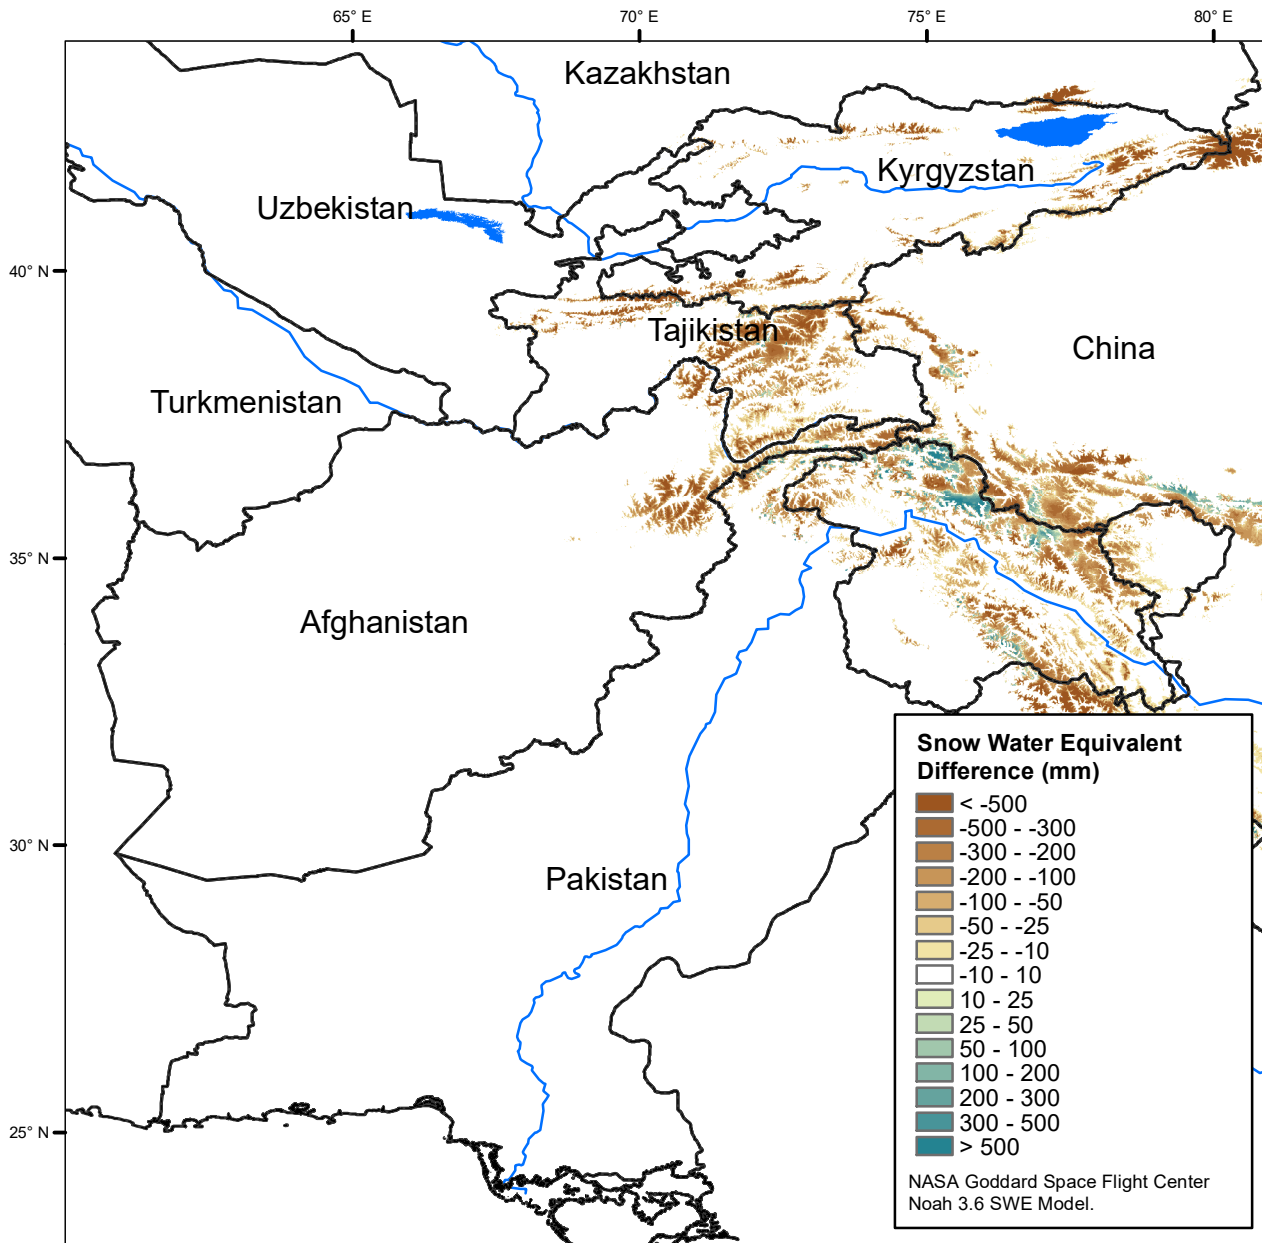 65° E
70° E
75° E
80° E
Kazakhstan
Kyrgyzstan
Uzbekistan
40° N
Tajikistan
China
Turkmenistan
35° N
Afghanistan
30° N
Pakistan
25° N
Snow Water Equivalent
Difference (mm)
< -500
-500 - -300
-300 - -200
-200 - -100
-100 - -50
-50 - -25
-25 - -10
-10 - 10
10 - 25
25 - 50
50 - 100
100 - 200
200 - 300
300 - 500
> 500
NASA Goddard Space Flight Center
Noah 3.6 SWE Model.